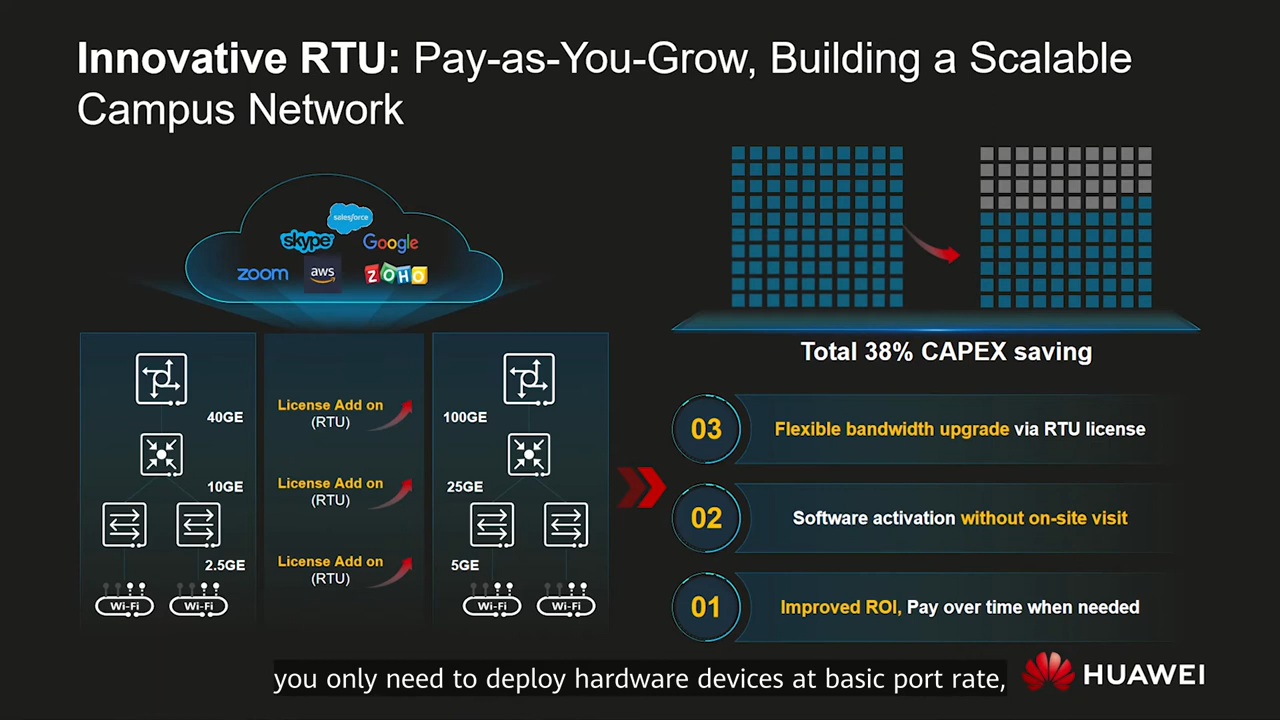 Innovative RTU: Pay-as-You-Grow, Building a Scalable
Campus Network
salesforce
skype
Google
zoom
aws
ZOHO
40GE
10GE
2.5GE
Wi-Fi
Wi-Fi
License Add on
(RTU)
License Add on
(RTU)
License Add on
(RTU)
100GE
25GE
5GE
Wi-Fi
Wi-Fi
Total 38% CAPEX saving
03
Flexible bandwidth upgrade via RTU license
02
Software activation without on-site visit
01
Improved ROI, Pay over time when needed
you only need to deploy hardware devices at basic port rate,
HUAWEI